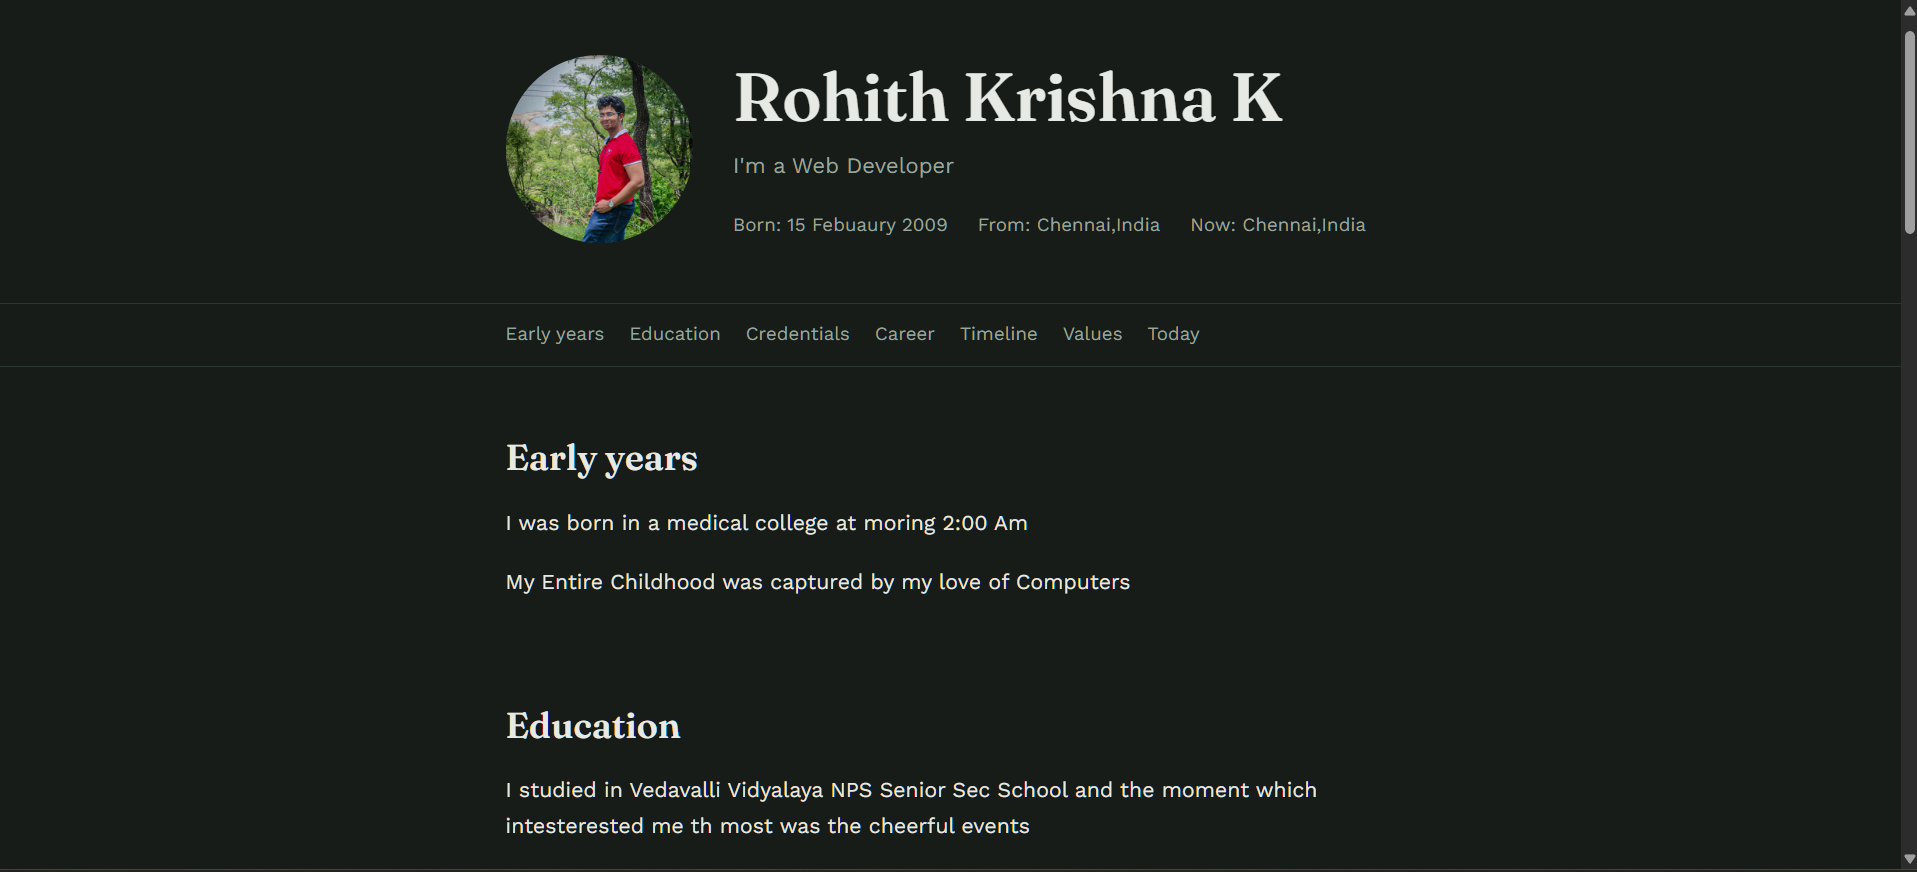 Rohith Krishna K
I'm a Web Developer
Born: 15 Febuaury 2009 From: Chennai,India Now: Chennai,India
Early years Education Credentials Career Timeline Values Today
Early years
I was born in a medical college at moring 2:00 Am
My Entire Childhood was captured by my love of Computers
Education
I studied in Vedavalli Vidyalaya NPS Senior Sec School and the moment which
intesterested me th most was the cheerful events